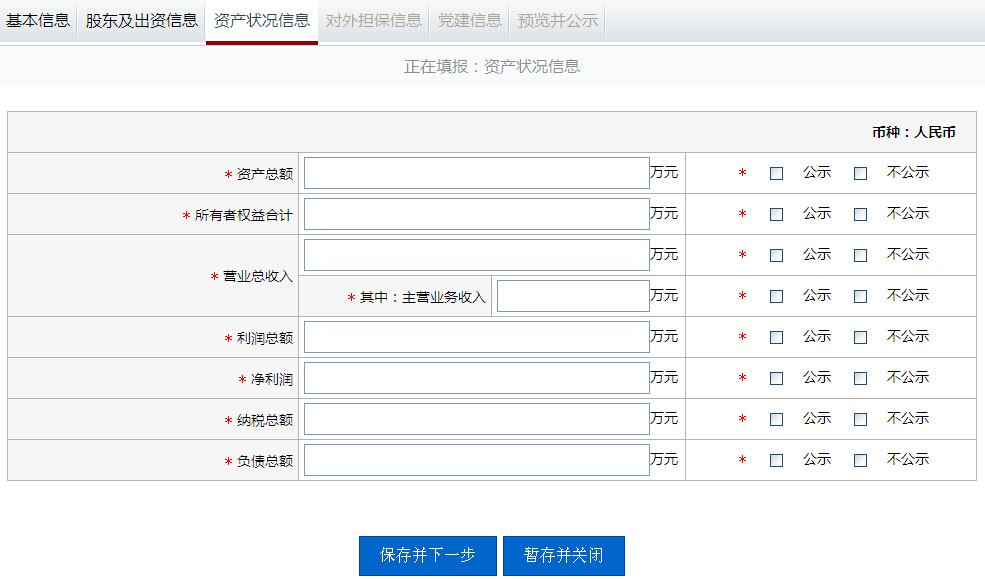 基本信息 股东及出资信息 资产状况信息 对外担保信息 党建信息 预览并公示
正在填报：资产状况信息
币种：人民币
* 资产总额 万元 * 公示 不公示
* 所有者权益合计 万元 * 公示 不公示
* 营业总收入 万元 * 公示 不公示
* 其中：主营业务收入 万元 * 公示 不公示
* 利润总额 万元 * 公示 不公示
* 净利润 万元 * 公示 不公示
* 纳税总额 万元 * 公示 不公示
* 负债总额 万元 * 公示 不公示
保存并下一步 暂存并关闭